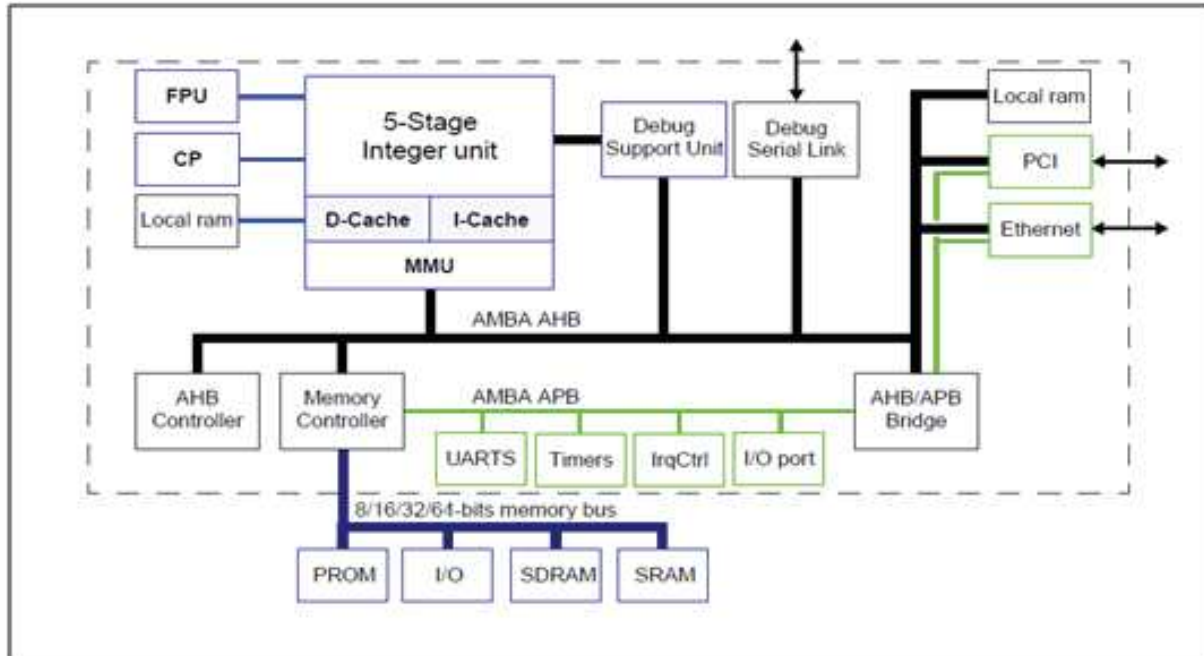 FPU
5-Stage
Integer unit
Debug
Support Unit
Debug
Serial Link
Local ram
CP
PCI
Local ram
D-Cache
I-Cache
Ethernet
MMU
AMBA AHB
AHB
Controller
Memory
Controller
AMBA APB
AHB/APB
Bridge
UARTS
Timers
IrqCtrl
I/O port
8/16/32/64-bits memory bus
PROM
I/O
SDRAM
SRAM